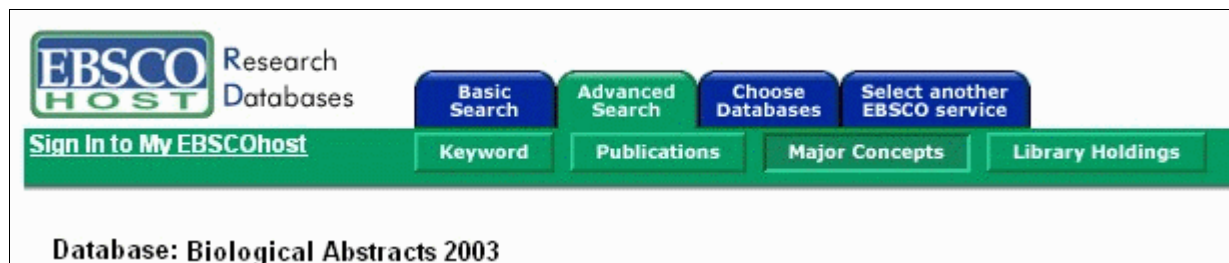 EBSCO
HOST
Research
Databases
Basic
Search
Advanced
Search
Choose
Databases
Select another
EBSCO service
Sign In to My EBSCOhost
Keyword
Publications
Major Concepts
Library Holdings
Database: Biological Abstracts 2003